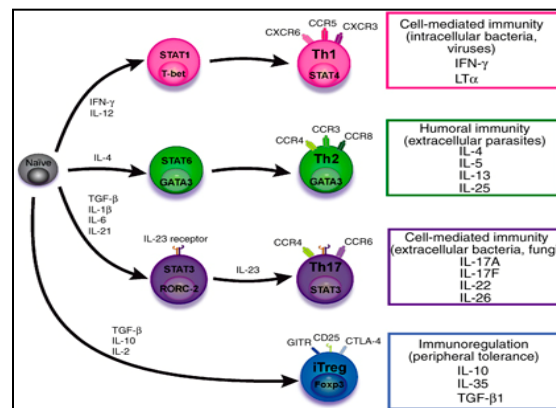 CXCR6
CCR5
CXCR3
STAT1
T-bet
Th1
STAT4
Cell-mediated immunity
(intracellular bacteria,
viruses)
IFN-γ
LTα
IFN-γ
IL-12
Naive
IL-4
STAT6
GATA3
CCR4
CCR3
CCR8
Th2
GATA3
Humoral immunity
(extracellular parasites)
IL-4
IL-5
IL-13
IL-25
TGF-β
IL-1β
IL-6
IL-21
IL-23 receptor
STAT3
RORC-2
IL-23
CCR4
CCR6
Th17
STAT3
Cell-mediated immunity
(extracellular bacteria, fungi
IL-17A
IL-17F
IL-22
IL-26
TGF-β
IL-10
IL-2
GITR
CD25
CTLA-4
iTreg
Foxp3
Immunoregulation
(peripheral tolerance)
IL-10
IL-35
TGF-β1